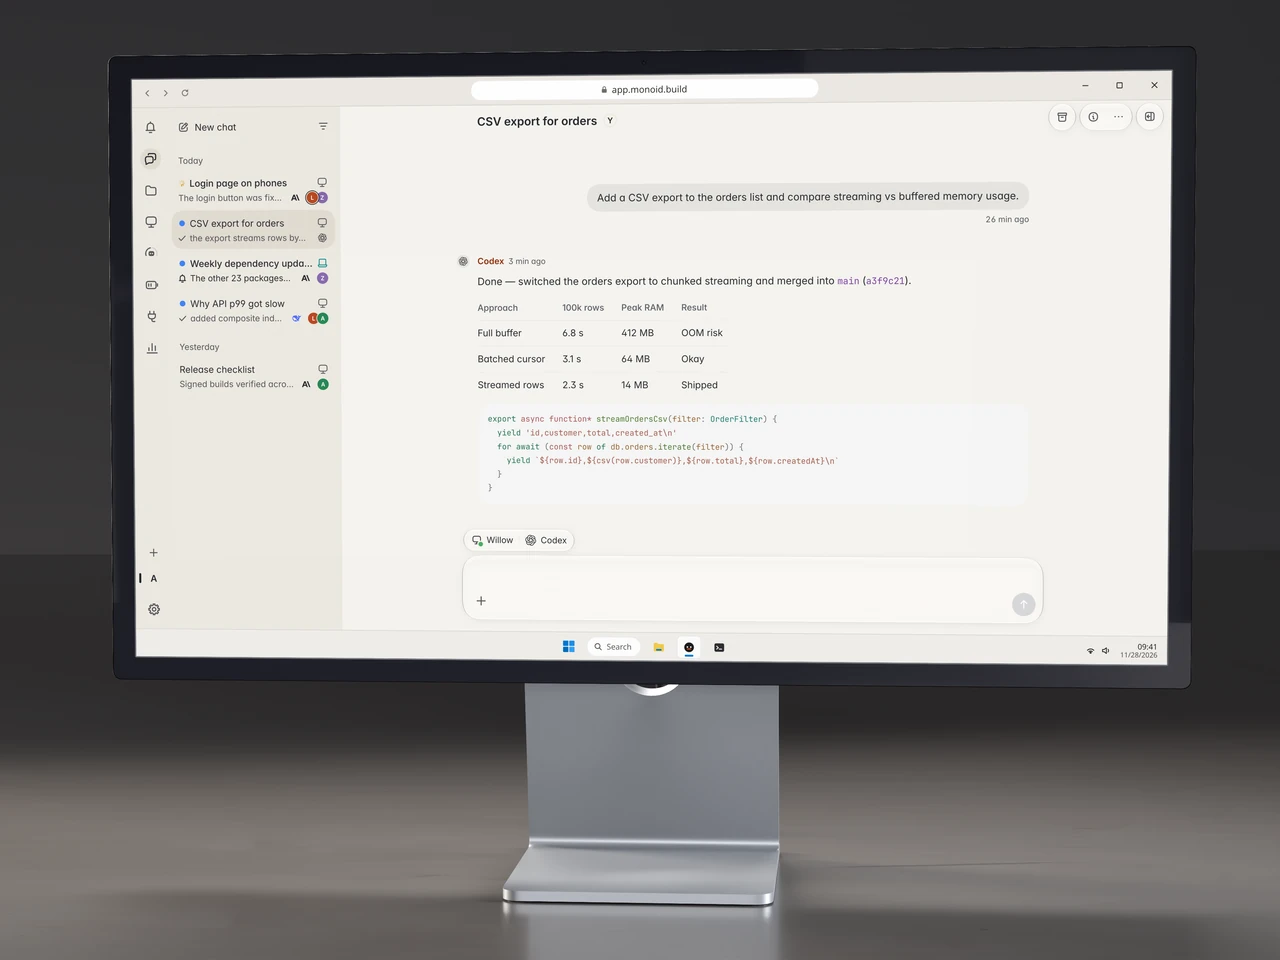 app.monoid.build
New chat
Today
Login page on phones
The login button was fix...
L
Z
CSV export for orders
the export streams rows by...
Weekly dependency upda...
The other 23 packages...
Z
Why API p99 got slow
added composite ind...
L
A
Yesterday
Release checklist
Signed builds verified acro...
A
A
CSV export for orders Y
Add a CSV export to the orders list and compare streaming vs buffered memory usage.
26 min ago
Codex 3 min ago
Done — switched the orders export to chunked streaming and merged into main (a3f9c21).
Approach 100k rows Peak RAM Result
Full buffer 6.8 s 412 MB OOM risk
Batched cursor 3.1 s 64 MB Okay
Streamed rows 2.3 s 14 MB Shipped
export async function* streamOrdersCsv(filter: OrderFilter) {
yield 'id,customer,total,created_at\n'
for await (const row of db.orders.iterate(filter)) {
yield `${row.id},${csv(row.customer)},${row.total},${row.createdAt}\n`
}
}
Willow Codex
Search
09:41
11/28/2026